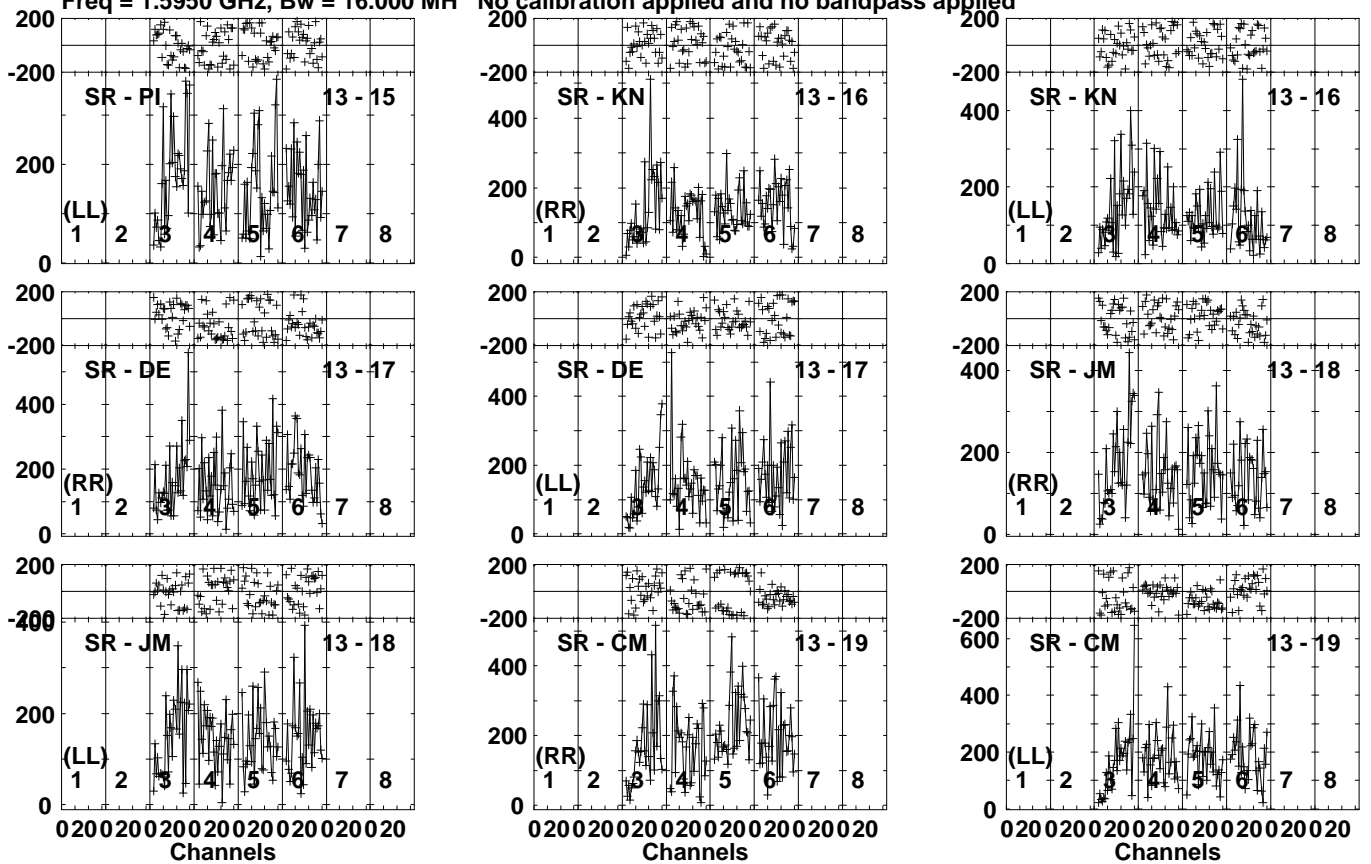 Freq = 1.5950 GHz, Bw = 16.000 MH No calibration applied and no bandpass applied
200
-200
SR - PI 13 - 15
200
(LL)
1 2 3 4 5 6 7 8
0
200
-200
SR - KN 13 - 16
400
200
(RR)
1 2 3 4 5 6 7 8
0
200
-200
SR - KN 13 - 16
400
200
(LL)
1 2 3 4 5 6 7 8
0
200
-200
SR - DE 13 - 17
400
200
(RR)
1 2 3 4 5 6 7 8
0
200
-200
SR - DE 13 - 17
400
200
(LL)
1 2 3 4 5 6 7 8
0
200
-200
SR - JM 13 - 18
400
200
(RR)
1 2 3 4 5 6 7 8
0
200
-200
400
SR - JM 13 - 18
200
(LL)
1 2 3 4 5 6 7 8
0
0 20 0 20 0 20 0 20 0 20 0 20 0 20 0 20
Channels
200
-200
SR - CM 13 - 19
400
200
(RR)
1 2 3 4 5 6 7 8
0
0 20 0 20 0 20 0 20 0 20 0 20 0 20 0 20
Channels
200
-200
600
SR - CM 13 - 19
400
200
(LL)
1 2 3 4 5 6 7 8
0
0 20 0 20 0 20 0 20 0 20 0 20 0 20 0 20
Channels